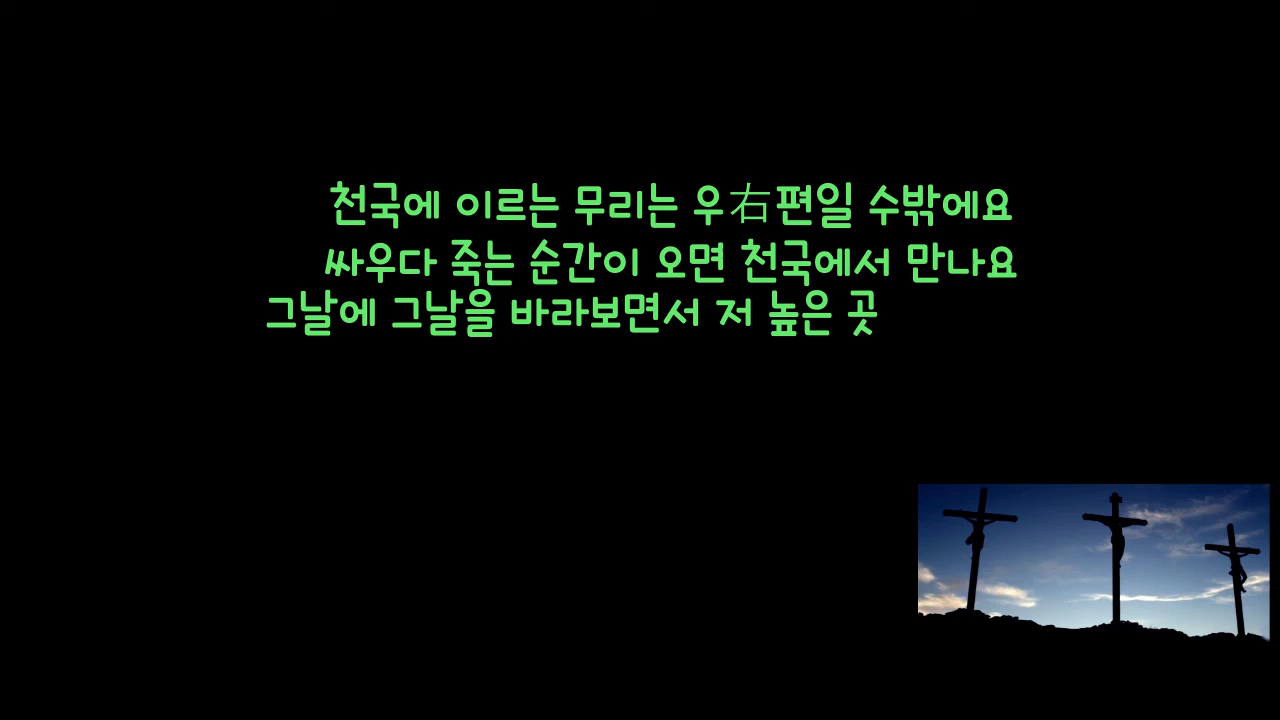 천국에 이르는 무리는 우右편일 수밖에요
싸우다 죽는 순간이 오면 천국에서 만나요
그날에 그날을 바라보면서 저 높은 곳